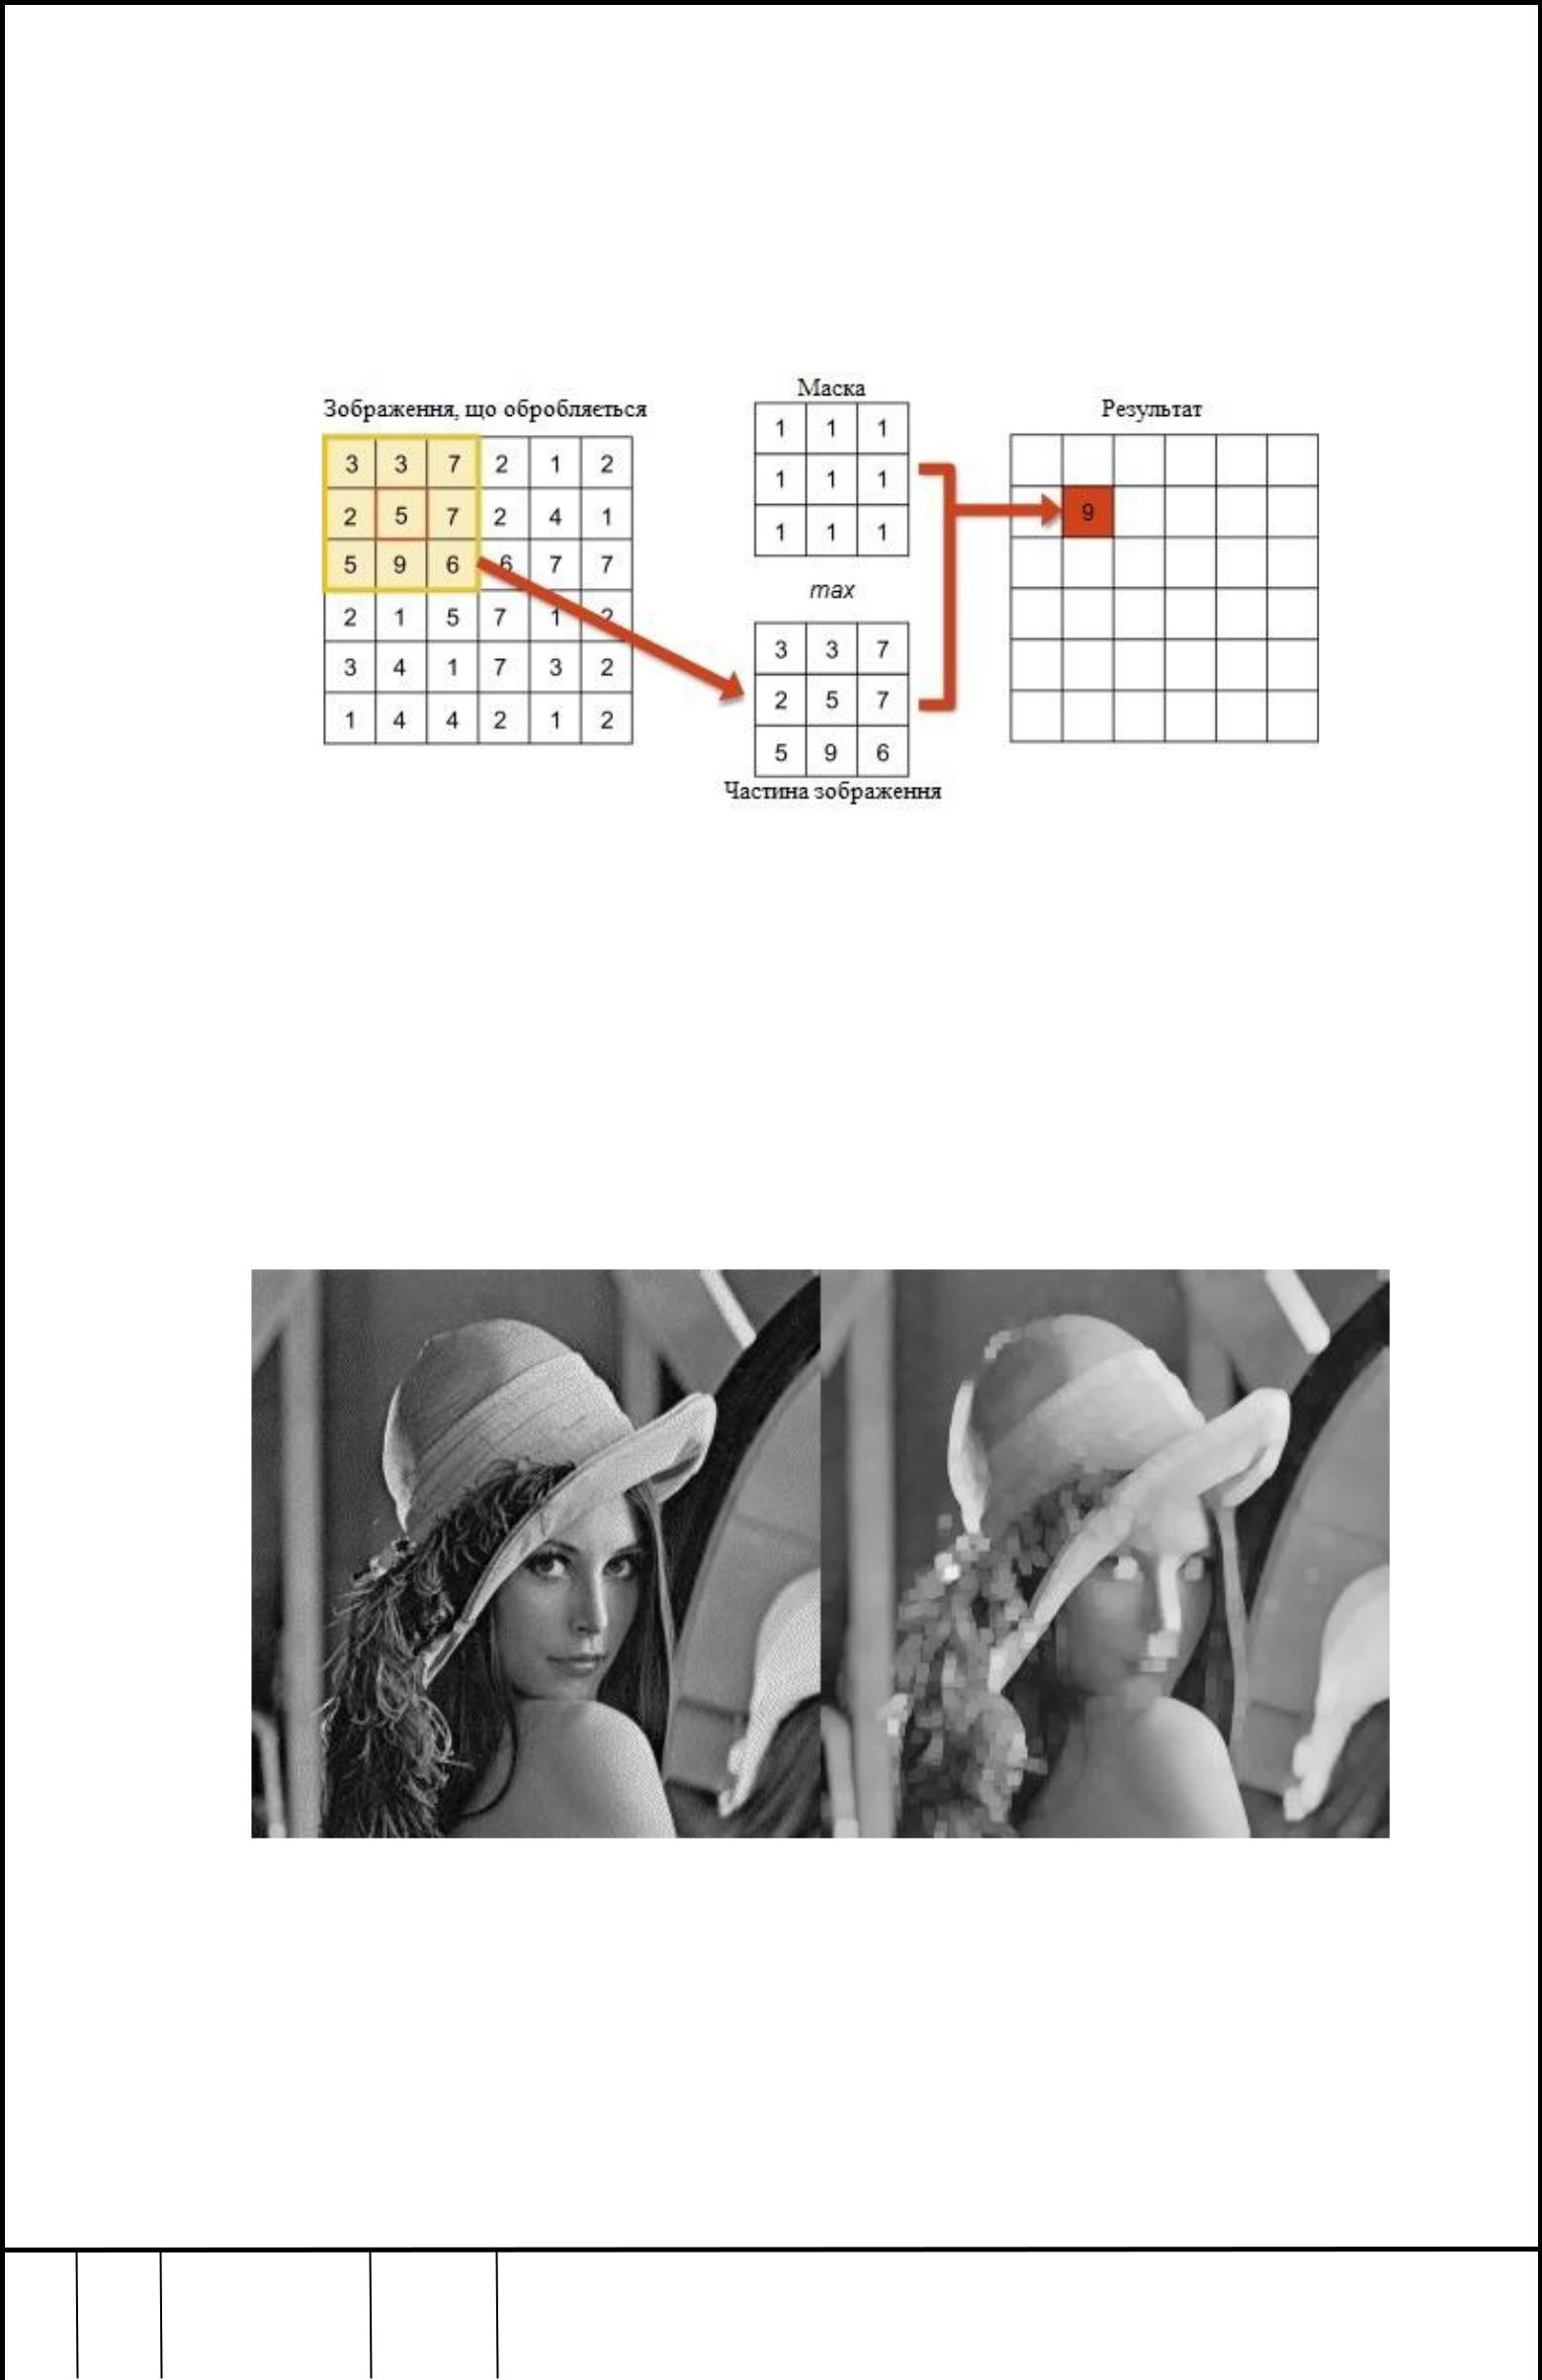 Маска
Зображення, що обробляється
Результат
3 3 7 2 1 2
2 5 7 2 4 1
5 9 6 6 7 7
2 1 5 7 1 2
3 4 1 7 3 2
1 4 4 2 1 2
1 1 1
1 1 1
1 1 1
max
3 3 7
2 5 7
5 9 6
Частина зображення
9